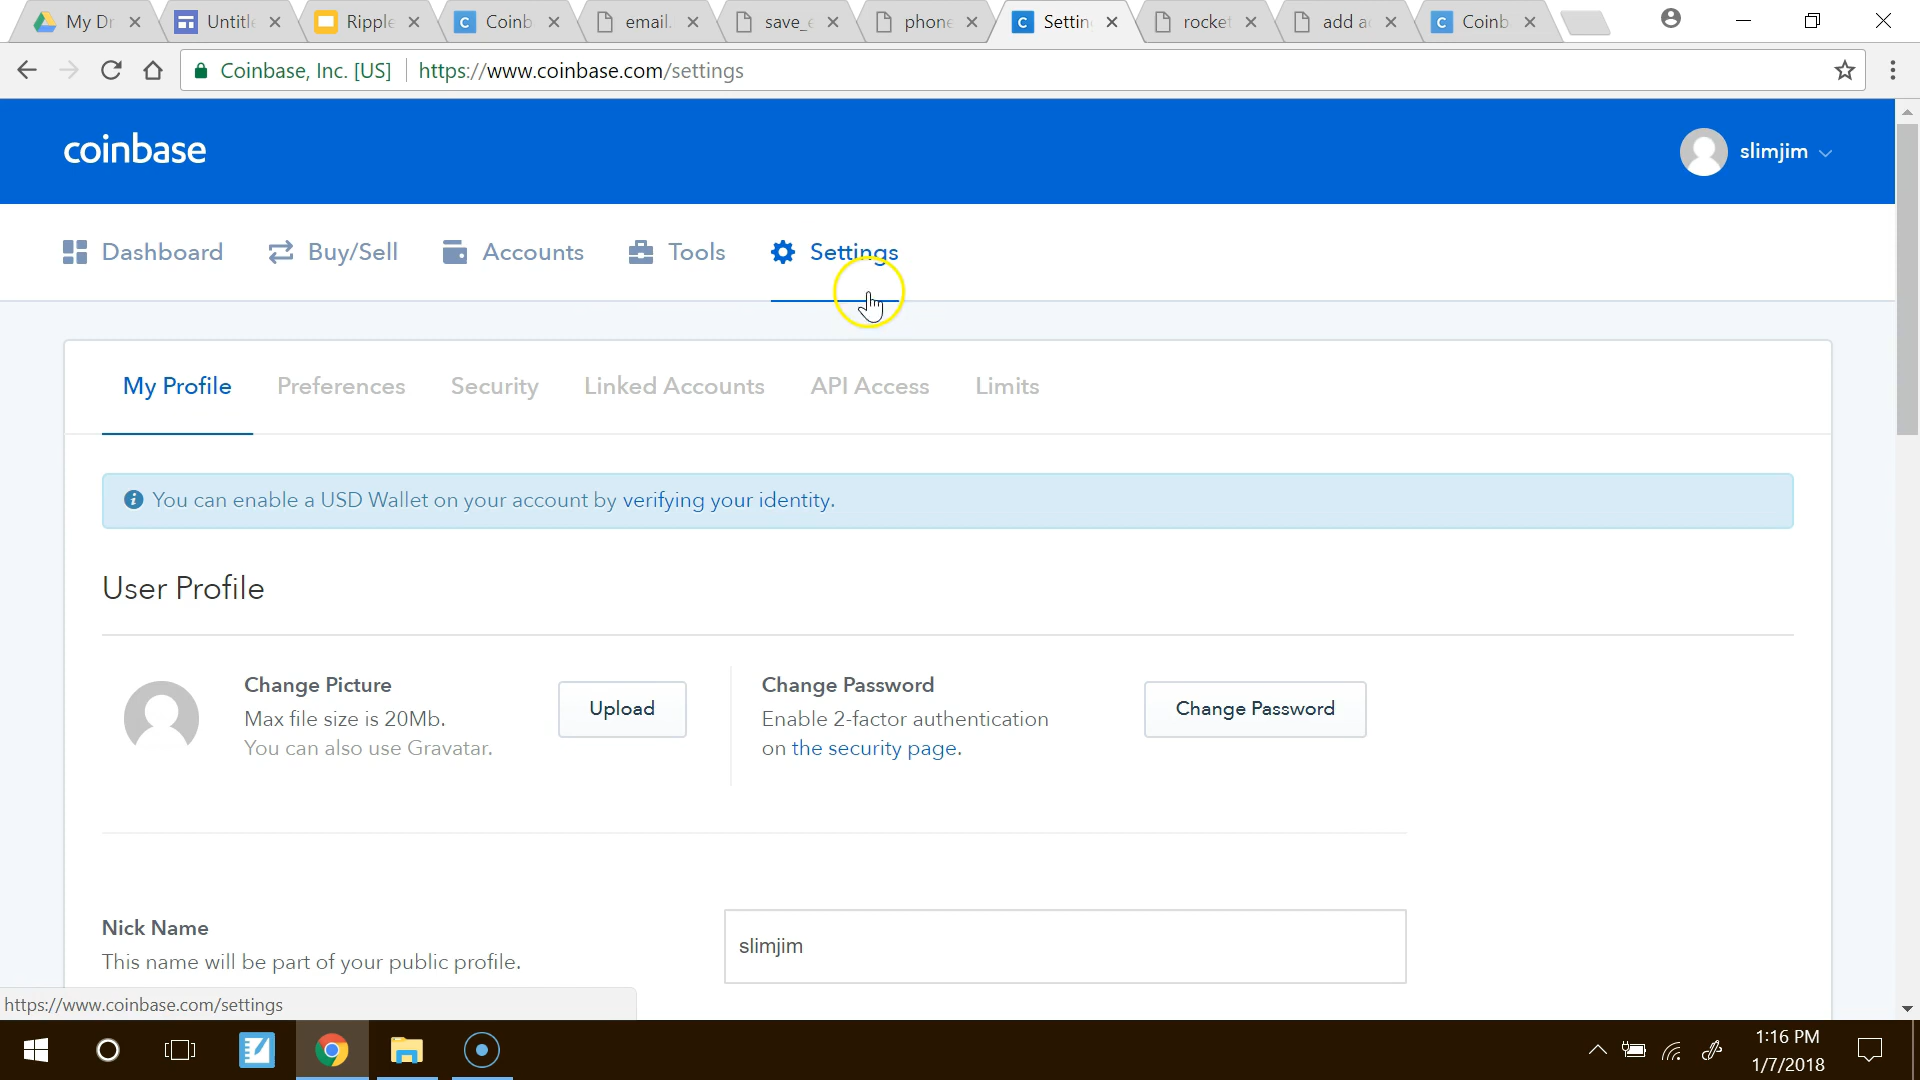 My Dr
Untitle
Ripple
Coinb
email.
save_e
phone
Settin
rocket
add a
Coinb
Coinbase, Inc. [US]
https://www.coinbase.com/settings
coinbase
slimjim
Dashboard
Buy/Sell
Accounts
Tools
Settings
My Profile
Preferences
Security
Linked Accounts
API Access
Limits
You can enable a USD Wallet on your account by verifying your identity.
User Profile
Change Picture
Max file size is 20Mb.
You can also use Gravatar.
Upload
Change Password
Enable 2-factor authentication
on the security page.
Change Password
Nick Name
This name will be part of your public profile.
slimjim
https://www.coinbase.com/settings
1:16 PM
1/7/2018